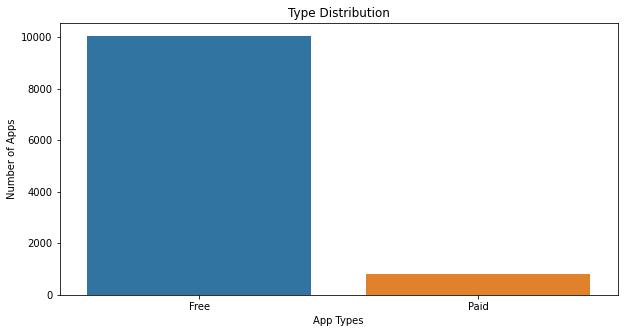 Type Distribution
10000
8000
6000
4000
2000
0
Number of Apps
Free
Paid
App Types